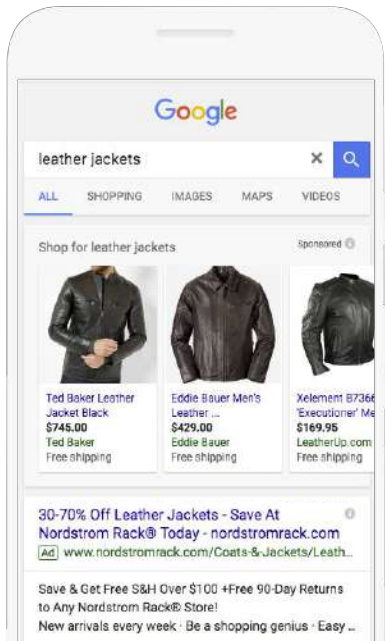 Google
leather jackets
ALL SHOPPING IMAGES MAPS VIDEOS
Shop for leather jackets Sponsored
Ted Baker Leather
Jacket Black
$745.00
Ted Baker
Free shipping
Eddie Bauer Men's
Leather ...
$429.00
Eddie Bauer
Free shipping
Xelement B7366
'Executioner' Me
$169.95
LeatherUp.com
Free shipping
30-70% Off Leather Jackets - Save At
Nordstrom Rack® Today - nordstromrack.com
Ad www.nordstromrack.com/Coats-&-Jackets/Leath...
Save & Get Free S&H Over $100 +Free 90-Day Returns
to Any Nordstrom Rack® Store!
New arrivals every week · Be a shopping genius · Easy ...